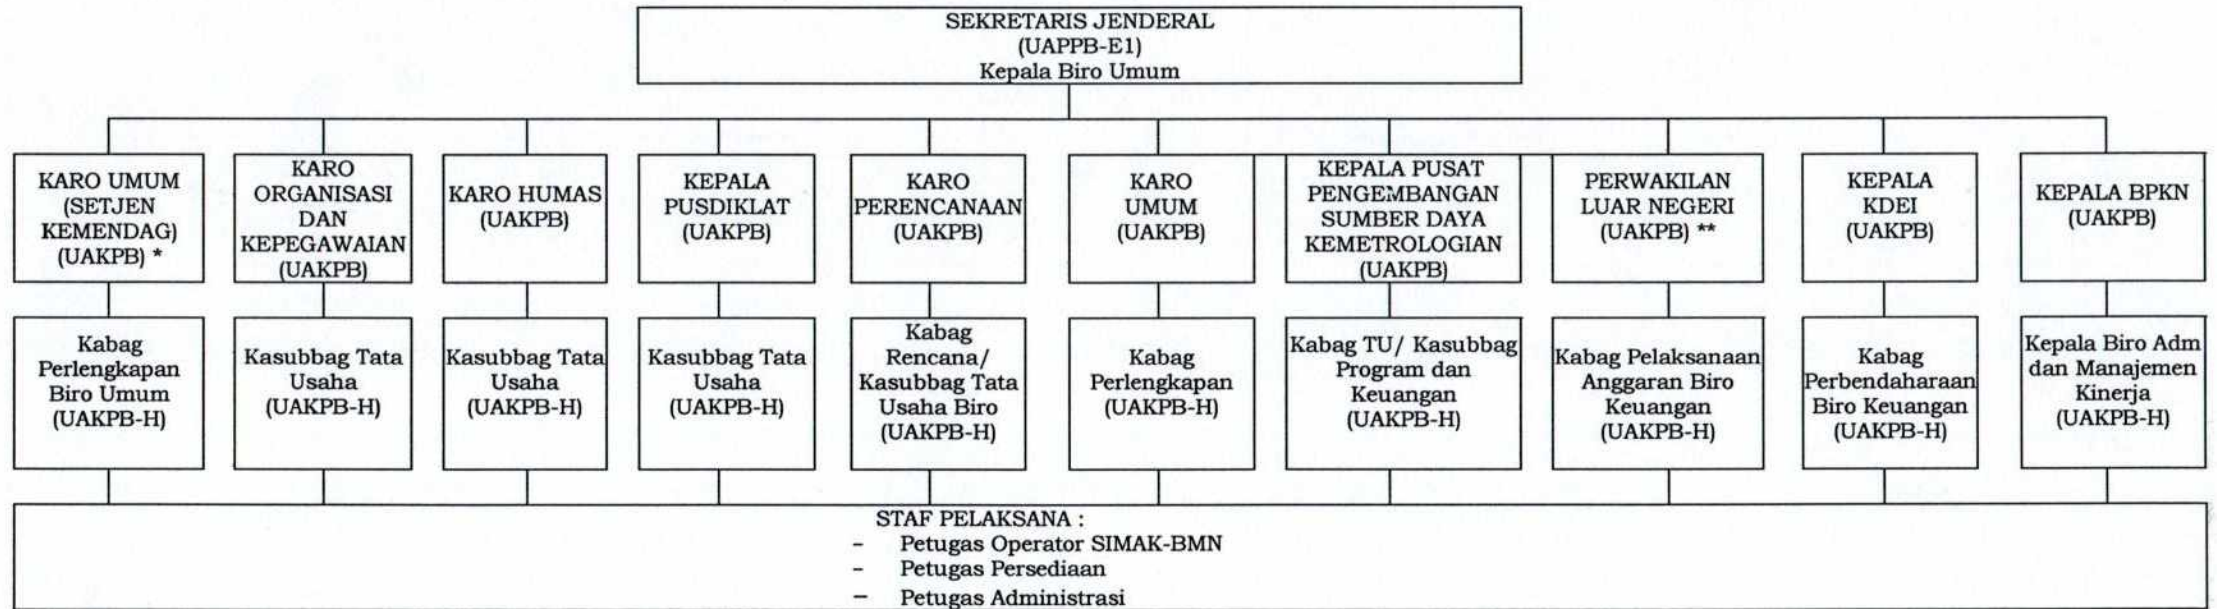 SEKRETARIS JENDERAL
(UAPPB-E1)
Kepala Biro Umum
KARO UMUM
(SETJEN
KEMENDAG)
(UAKPB) *
KARO
ORGANISASI
DAN
KEPEGAWAIAN
(UAKPB)
KARO HUMAS
(UAKPB)
KEPALA
PUSDIKLAT
(UAKPB)
KARO
PERENCANAAN
(UAKPB)
KARO
UMUM
(UAKPB)
KEPALA PUSAT
PENGEMBANGAN
SUMBER DAYA
KEMETROLOGIAN
(UAKPB)
PERWAKILAN
LUAR NEGERI
(UAKPB) **
KEPALA
KDEI
(UAKPB)
KEPALA BPKN
(UAKPB)
Kabag
Perlengkapan
Biro Umum
(UAKPB-H)
Kasubbag Tata
Usaha
(UAKPB-H)
Kasubbag Tata
Usaha
(UAKPB-H)
Kasubbag Tata
Usaha
(UAKPB-H)
Kabag
Rencana/
Kasubbag Tata
Usaha Biro
(UAKPB-H)
Kabag
Perlengkapan
(UAKPB-H)
Kabag TU/ Kasubbag
Program dan
Keuangan
(UAKPB-H)
Kabag Pelaksanaan
Anggaran Biro
Keuangan
(UAKPB-H)
Kabag
Perbendaharaan
Biro Keuangan
(UAKPB-H)
Kepala Biro Adm
dan Manajemen
Kinerja
(UAKPB-H)
STAF PELAKSANA :
- Petugas Operator SIMAK-BMN
- Petugas Persediaan
- Petugas Administrasi